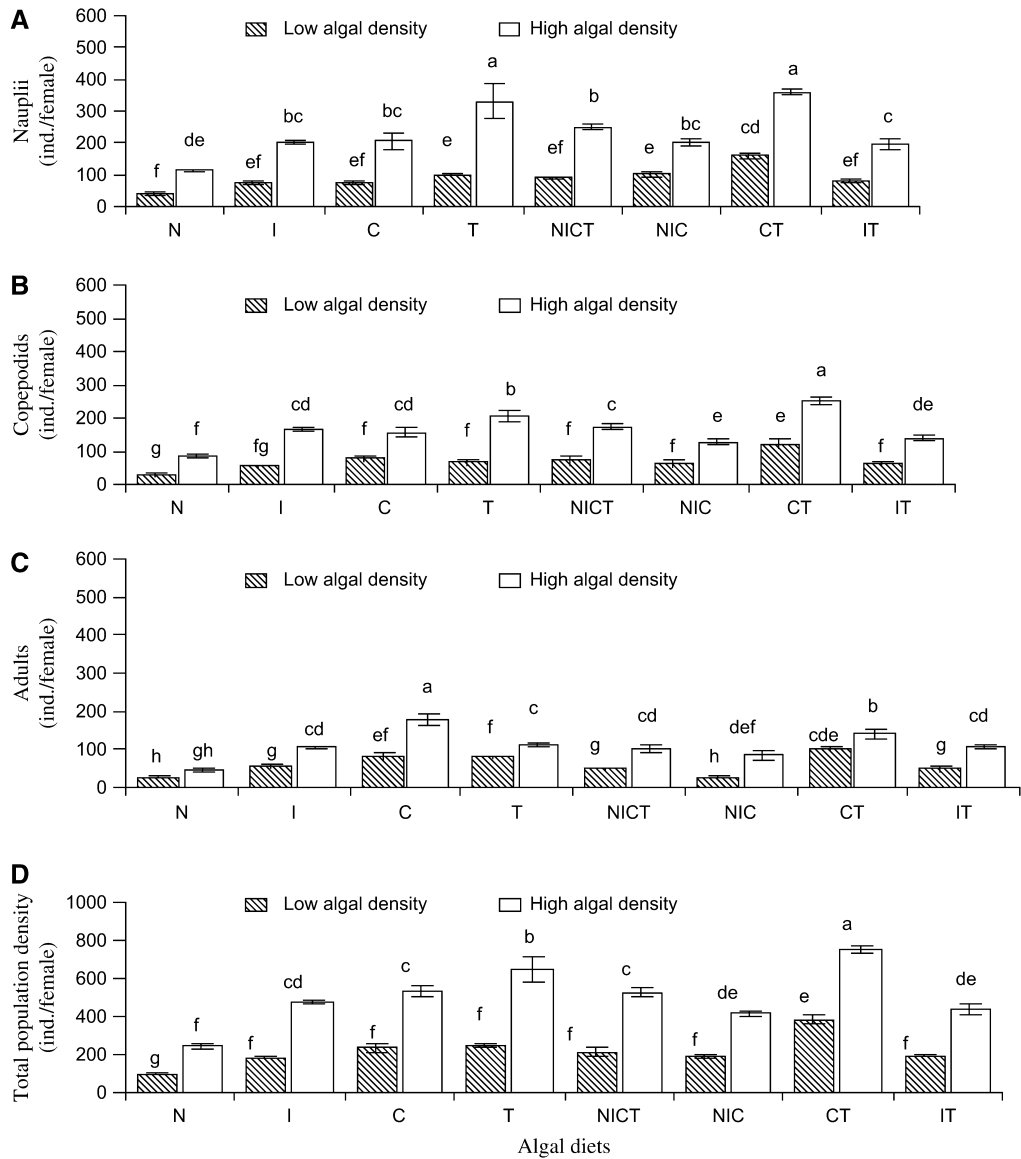 A
Nauplii
(ind./female)
Low algal density High algal density
600
500
400
300
200
100
0
f de ef bc ef bc e a ef b e bc cd a ef c
N I C T NICT NIC CT IT
B
Copepodids
(ind./female)
Low algal density High algal density
600
500
400
300
200
100
0
g f fg cd f cd f b f c f e e a f de
N I C T NICT NIC CT IT
C
Adults
(ind./female)
Low algal density High algal density
600
500
400
300
200
100
0
h gh g cd ef a f c g cd h def cde b g cd
N I C T NICT NIC CT IT
D
Total population density
(ind./female)
Low algal density High algal density
1000
800
600
400
200
0
g f f cd f c f b f c f de e a f de
N I C T NICT NIC CT IT
Algal diets